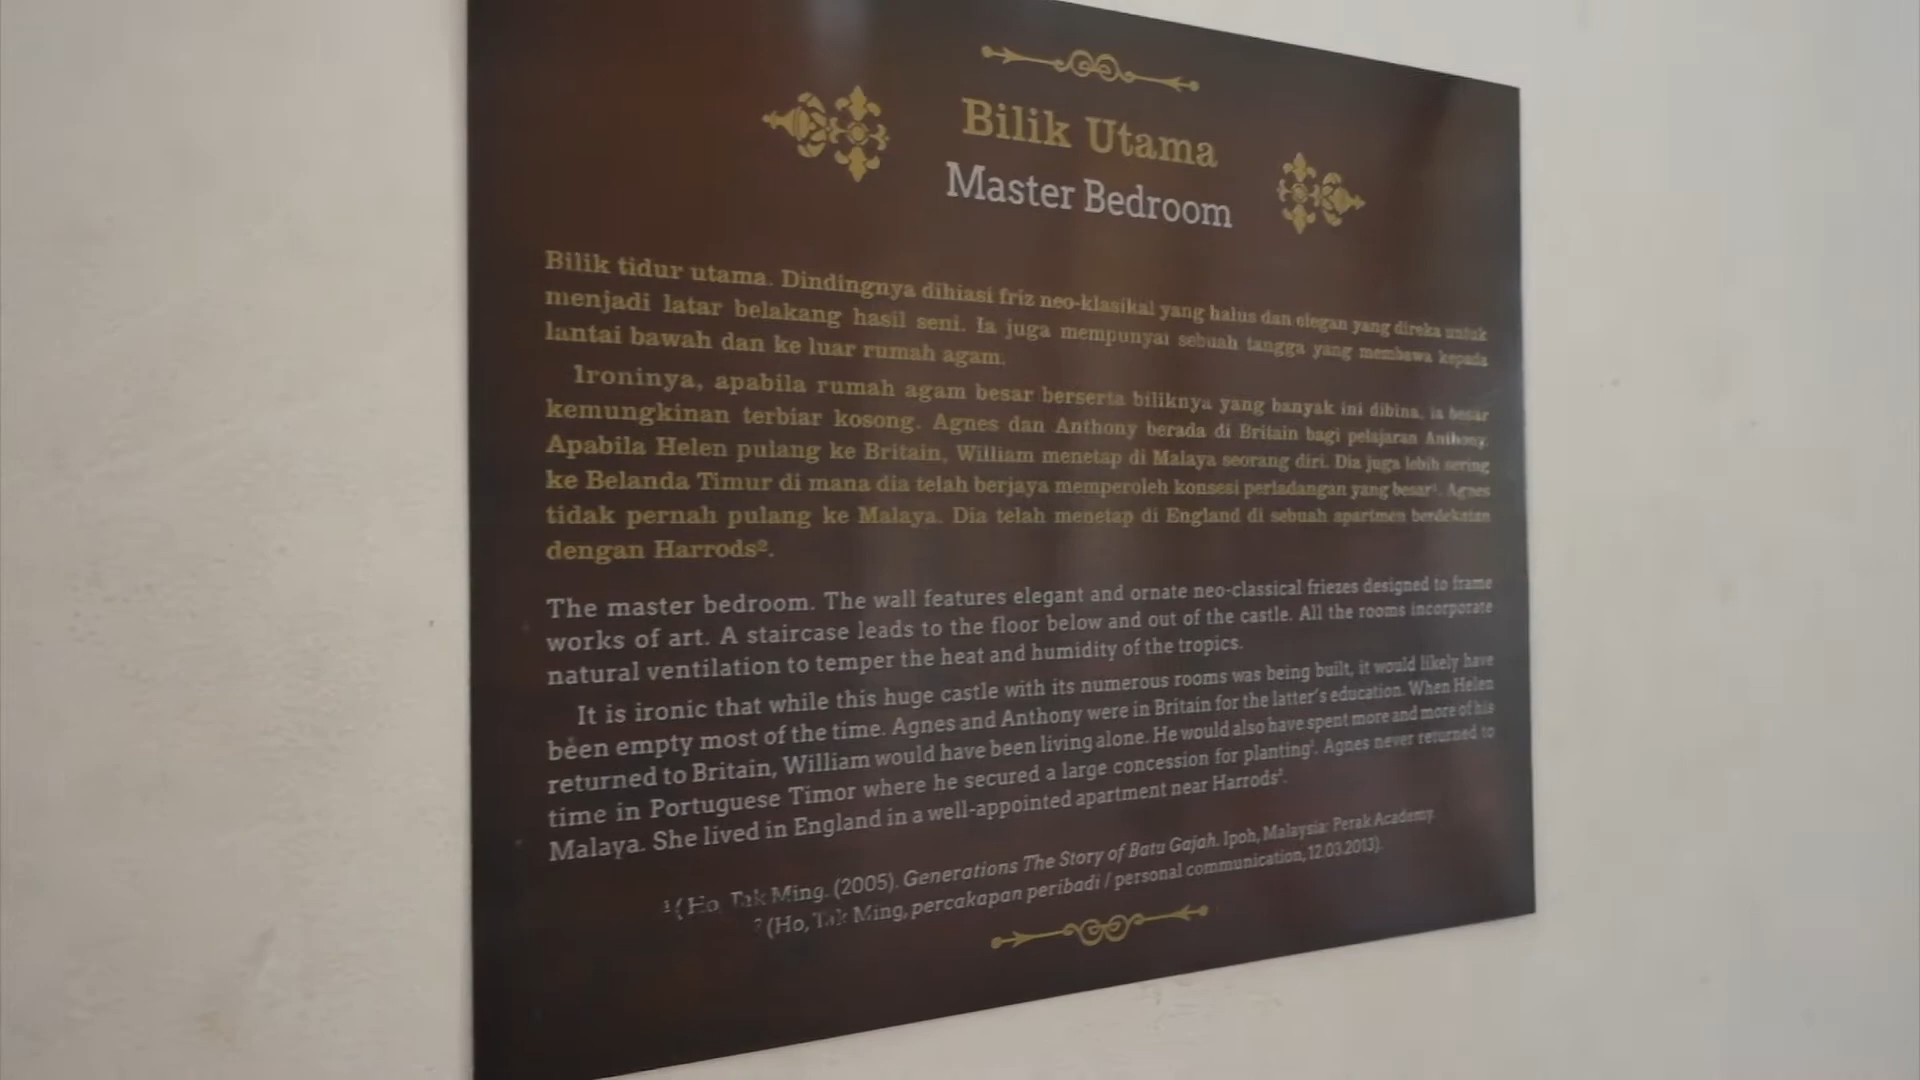 Bilik Utama
Master Bedroom
Bilik tidur utama. Dindingnya dihiasi friz neo-klasikal yang halus dan elegan yang direka untuk
menjadi latar belakang hasil seni. Ia juga mempunyai sebuah tangga yang membawa kepada
lantai bawah dan ke luar rumah agam.
Ironinya, apabila rumah agam besar berserta biliknya yang banyak ini dibina, ia besar
kemungkinan terbiar kosong. Agnes dan Anthony berada di Britain bagi pelajaran Anthony.
Apabila Helen pulang ke Britain, William menetap di Malaya seorang diri. Dia juga lebih sering
ke Belanda Timur di mana dia telah berjaya memperoleh konsesi perladangan yang besar¹. Agnes
tidak pernah pulang ke Malaya. Dia telah menetap di England di sebuah apartmen berdekatan
dengan Harrods².
The master bedroom. The wall features elegant and ornate neo-classical friezes designed to frame
works of art. A staircase leads to the floor below and out of the castle. All the rooms incorporate
natural ventilation to temper the heat and humidity of the tropics.
It is ironic that while this huge castle with its numerous rooms was being built, it would likely have
been empty most of the time. Agnes and Anthony were in Britain for the latter's education. When Helen
returned to Britain, William would have been living alone. He would also have spent more and more of his
time in Portuguese Timor where he secured a large concession for planting¹. Agnes never returned to
Malaya. She lived in England in a well-appointed apartment near Harrods².
¹ (Ho, Tak Ming. (2005). Generations The Story of Batu Gajah. Ipoh, Malaysia: Perak Academy.
² (Ho, Tak Ming, percakapan peribadi / personal communication, 12.03.2013).